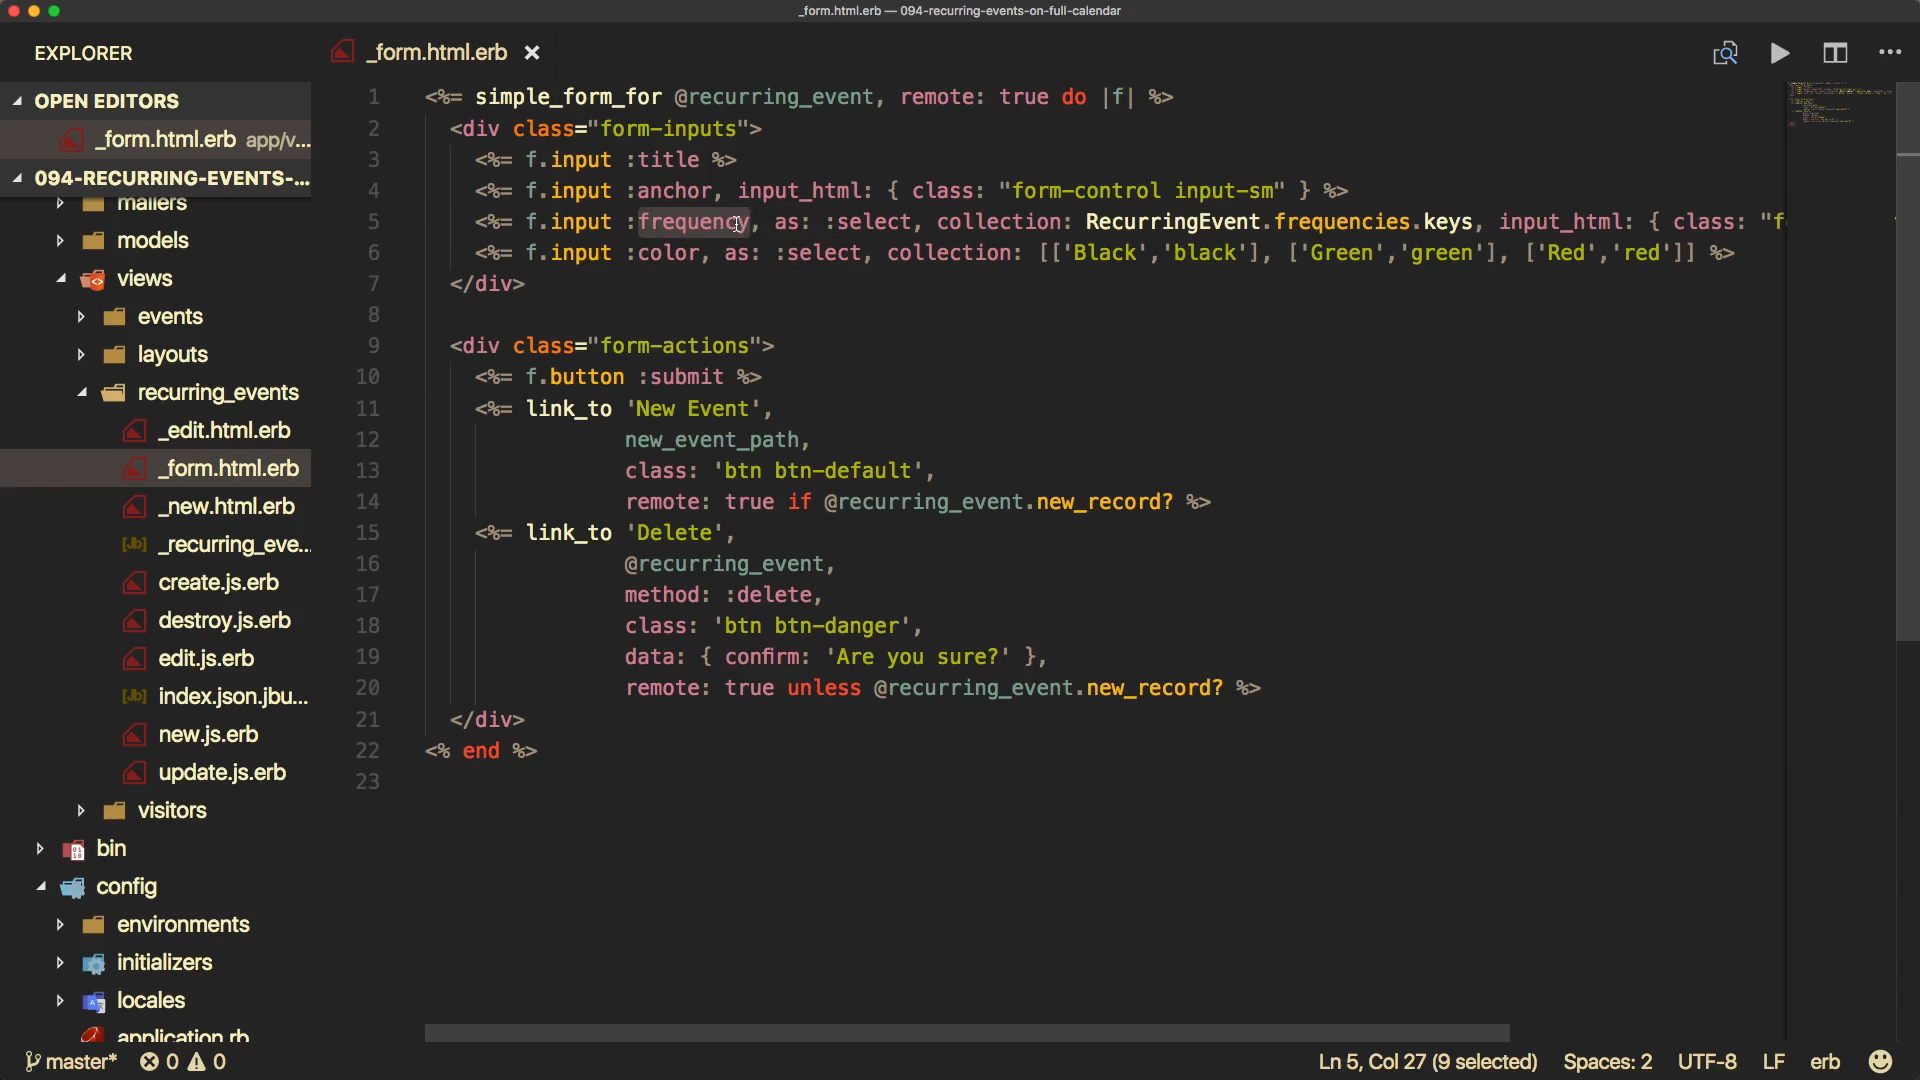 _form.html.erb — 094-recurring-events-on-full-calendar
EXPLORER
OPEN EDITORS
_form.html.erb app/v...
094-RECURRING-EVENTS-...
mailers
models
views
events
layouts
recurring_events
_edit.html.erb
_form.html.erb
_new.html.erb
_recurring_eve...
create.js.erb
destroy.js.erb
edit.js.erb
index.json.jbu...
new.js.erb
update.js.erb
visitors
bin
config
environments
initializers
locales
application.rb
_form.html.erb
1 <%= simple_form_for @recurring_event, remote: true do |f| %>
2 <div class="form-inputs">
3 <%= f.input :title %>
4 <%= f.input :anchor, input_html: { class: "form-control input-sm" } %>
5 <%= f.input :frequency, as: :select, collection: RecurringEvent.frequencies.keys, input_html: { class: "f
6 <%= f.input :color, as: :select, collection: [['Black','black'], ['Green','green'], ['Red','red']] %>
7 </div>
8
9 <div class="form-actions">
10 <%= f.button :submit %>
11 <%= link_to 'New Event',
12 new_event_path,
13 class: 'btn btn-default',
14 remote: true if @recurring_event.new_record? %>
15 <%= link_to 'Delete',
16 @recurring_event,
17 method: :delete,
18 class: 'btn btn-danger',
19 data: { confirm: 'Are you sure?' },
20 remote: true unless @recurring_event.new_record? %>
21 </div>
22 <% end %>
23
master* 0 0 Ln 5, Col 27 (9 selected) Spaces: 2 UTF-8 LF erb